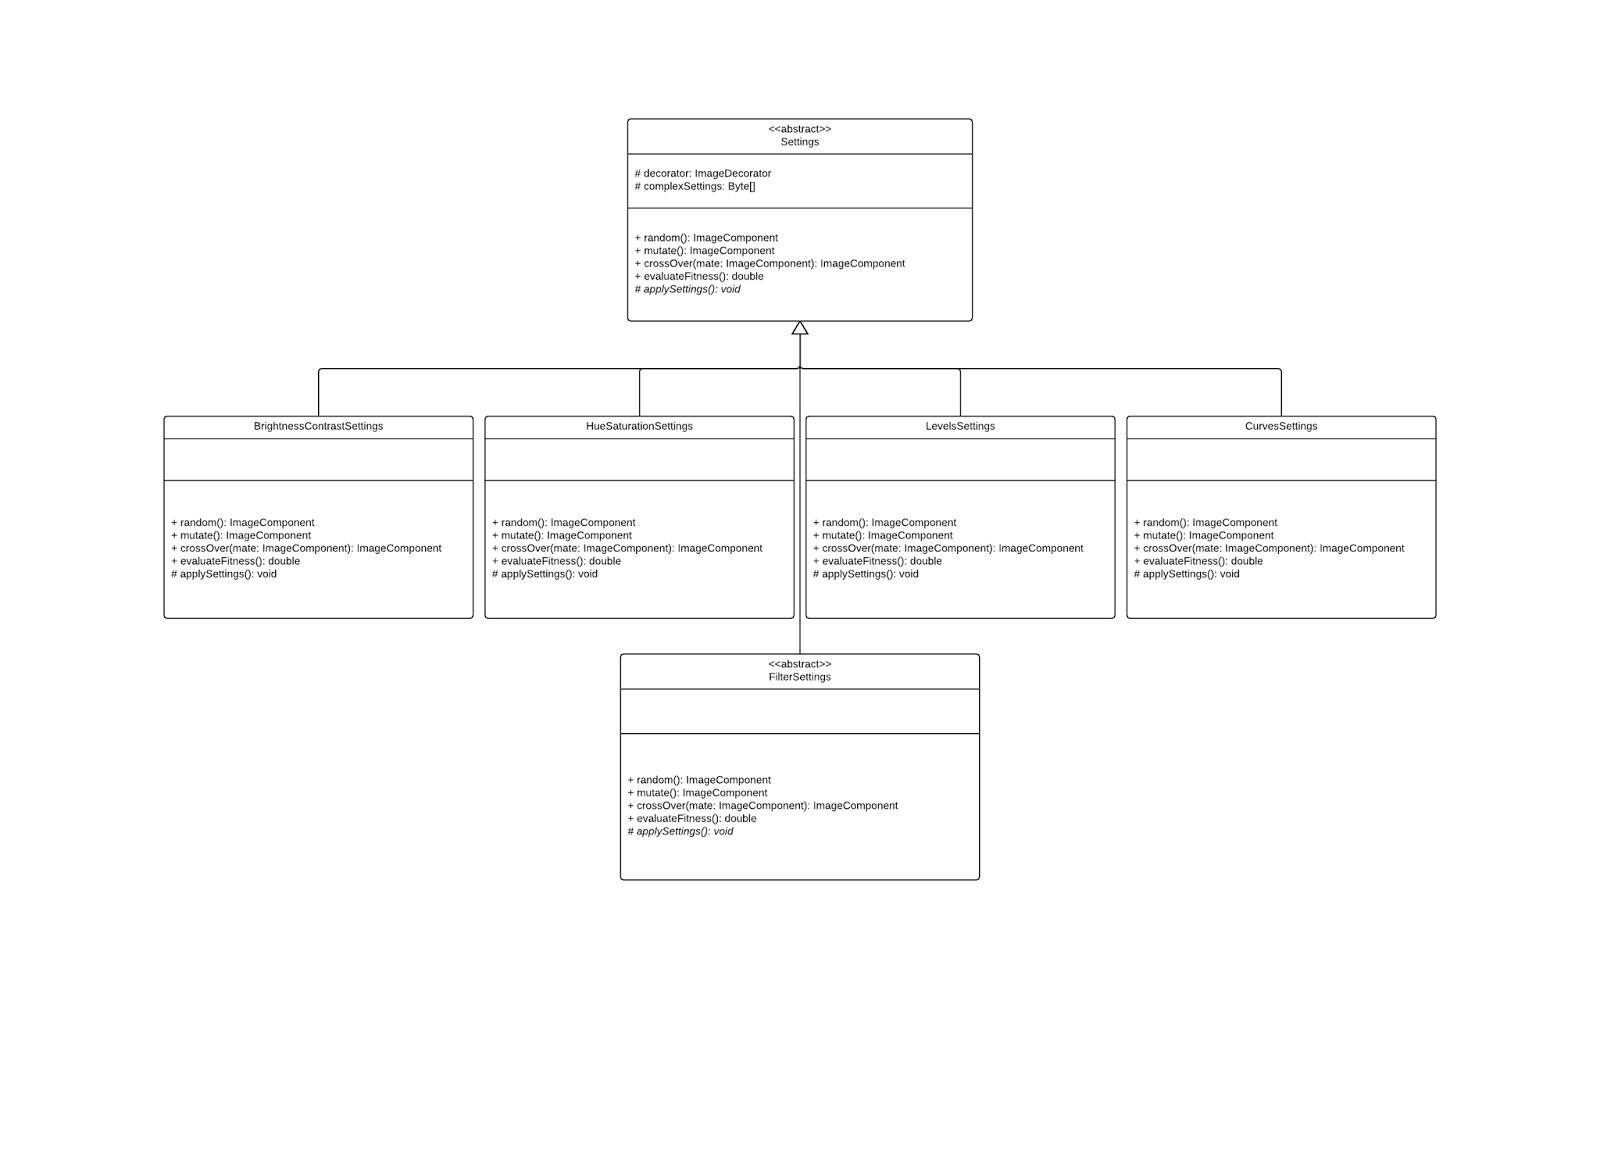 <<abstract>>
Settings
# decorator: ImageDecorator
# complexSettings: Byte[]
+ random(): ImageComponent
+ mutate(): ImageComponent
+ crossOver(mate: ImageComponent): ImageComponent
+ evaluateFitness(): double
# applySettings(): void
BrightnessContrastSettings
+ random(): ImageComponent
+ mutate(): ImageComponent
+ crossOver(mate: ImageComponent): ImageComponent
+ evaluateFitness(): double
# applySettings(): void
HueSaturationSettings
+ random(): ImageComponent
+ mutate(): ImageComponent
+ crossOver(mate: ImageComponent): ImageComponent
+ evaluateFitness(): double
# applySettings(): void
LevelsSettings
+ random(): ImageComponent
+ mutate(): ImageComponent
+ crossOver(mate: ImageComponent): ImageComponent
+ evaluateFitness(): double
# applySettings(): void
CurvesSettings
+ random(): ImageComponent
+ mutate(): ImageComponent
+ crossOver(mate: ImageComponent): ImageComponent
+ evaluateFitness(): double
# applySettings(): void
<<abstract>>
FilterSettings
+ random(): ImageComponent
+ mutate(): ImageComponent
+ crossOver(mate: ImageComponent): ImageComponent
+ evaluateFitness(): double
# applySettings(): void